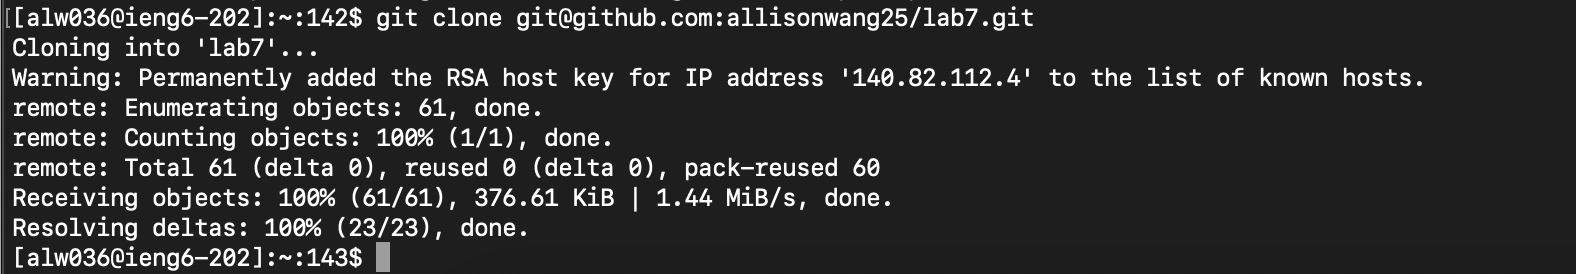 [[alw036@ieng6-202]:~:142$ git clone git@github.com:allisonwang25/lab7.git
Cloning into 'lab7'...
Warning: Permanently added the RSA host key for IP address '140.82.112.4' to the list of known hosts.
remote: Enumerating objects: 61, done.
remote: Counting objects: 100% (1/1), done.
remote: Total 61 (delta 0), reused 0 (delta 0), pack-reused 60
Receiving objects: 100% (61/61), 376.61 KiB | 1.44 MiB/s, done.
Resolving deltas: 100% (23/23), done.
[alw036@ieng6-202]:~:143$